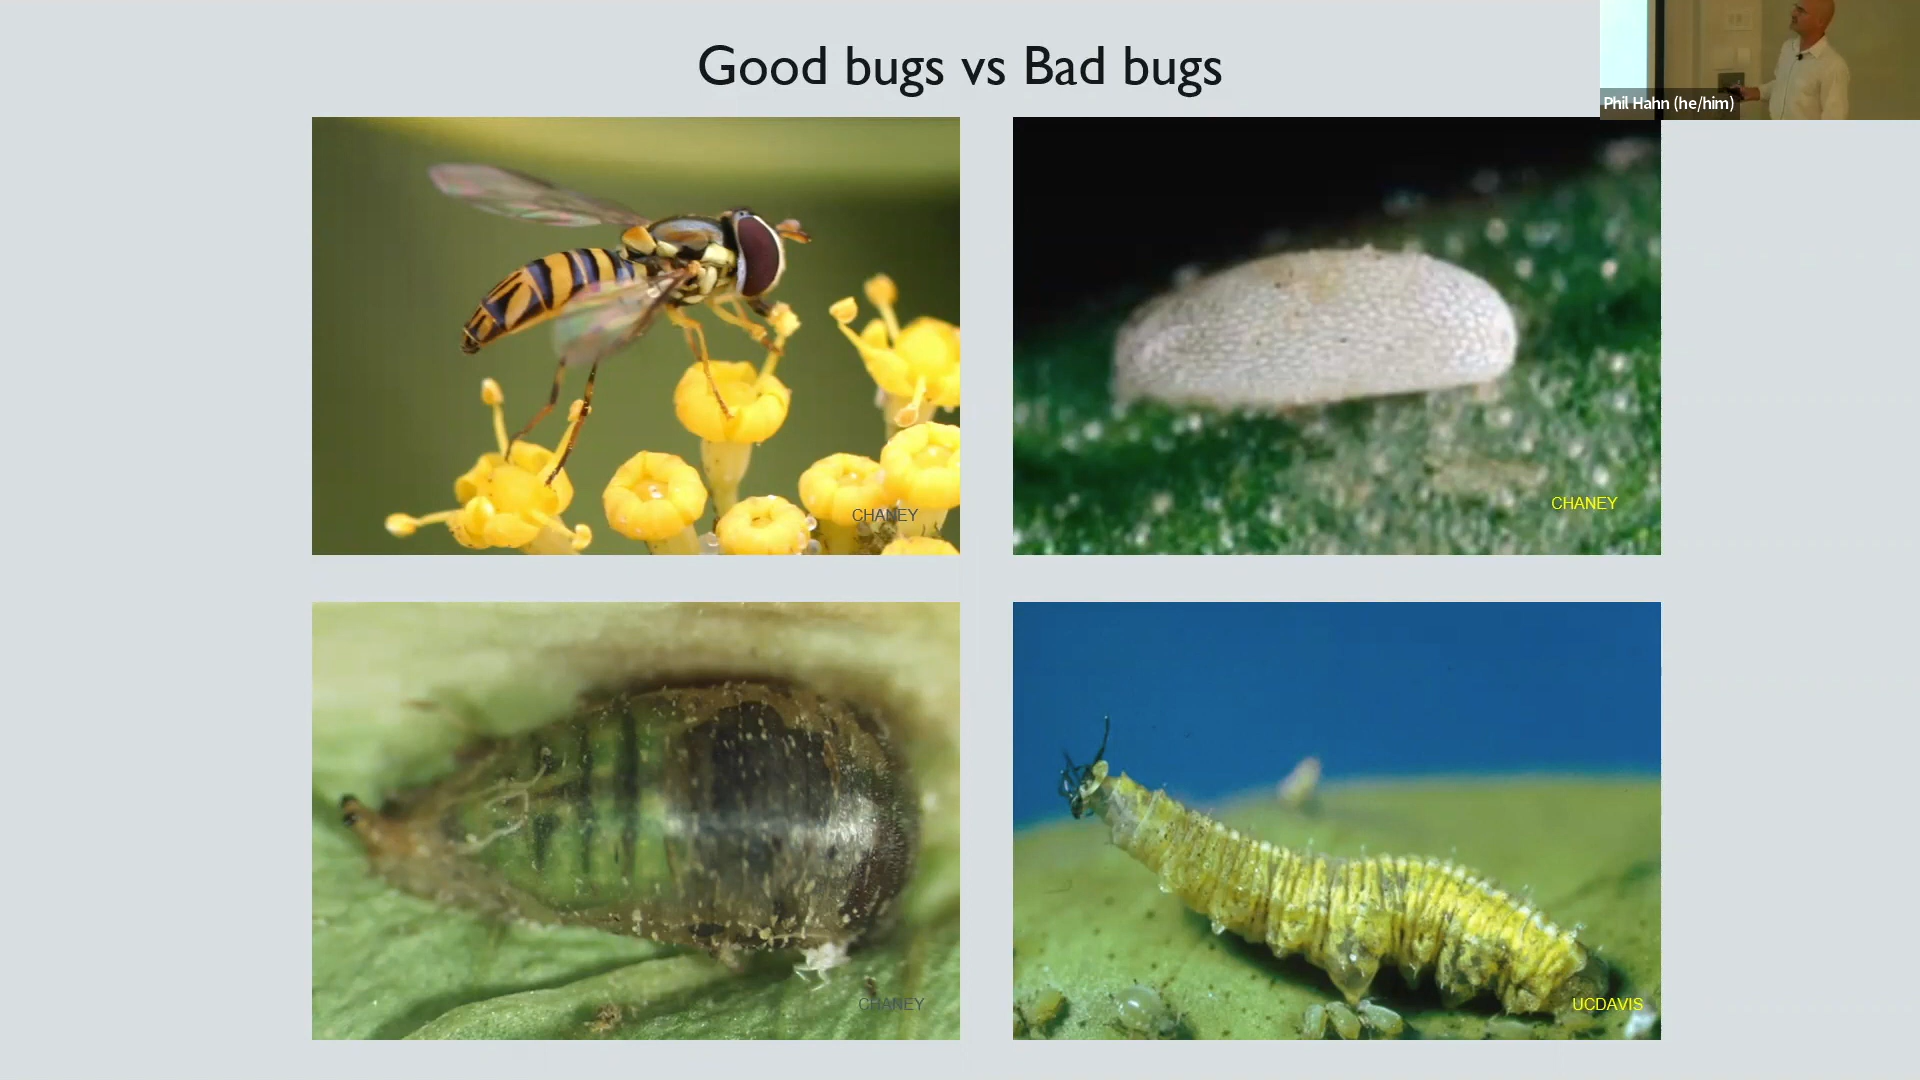 Good bugs vs Bad bugs
Phil Hahn (he/him)
CHANEY
CHANEY
CHANEY
UCDAVIS